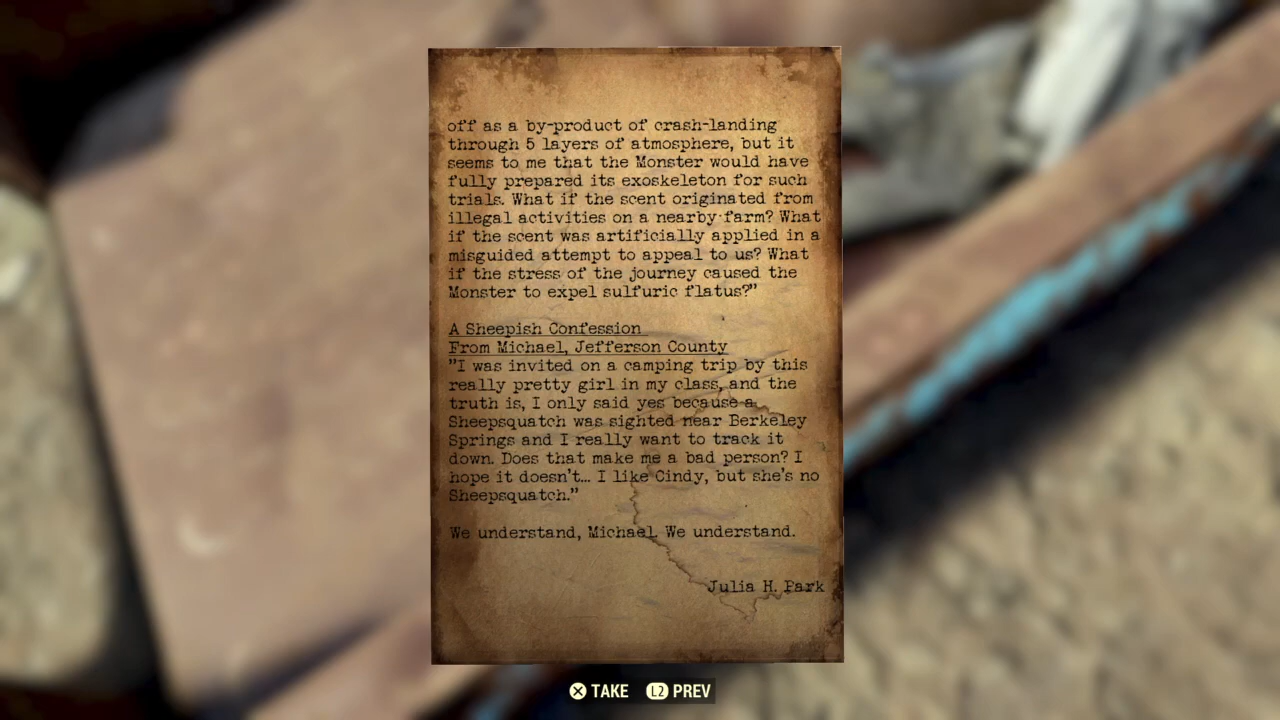 off as a by-product of crash-landing
through 5 layers of atmosphere, but it
seems to me that the Monster would have
fully prepared its exoskeleton for such
trials. What if the scent originated from
illegal activities on a nearby farm? What
if the scent was artificially applied in a
misguided attempt to appeal to us? What
if the stress of the journey caused the
Monster to expel sulfuric flatus?"
A Sheepish Confession
From Michael, Jefferson County
"I was invited on a camping trip by this
really pretty girl in my class, and the
truth is, I only said yes because a
Sheepsquatch was sighted near Berkeley
Springs and I really want to track it
down. Does that make me a bad person? I
hope it doesn't... I like Cindy, but she's no
Sheepsquatch."
We understand, Michael. We understand.
Julia H. Park
TAKE L2 PREV